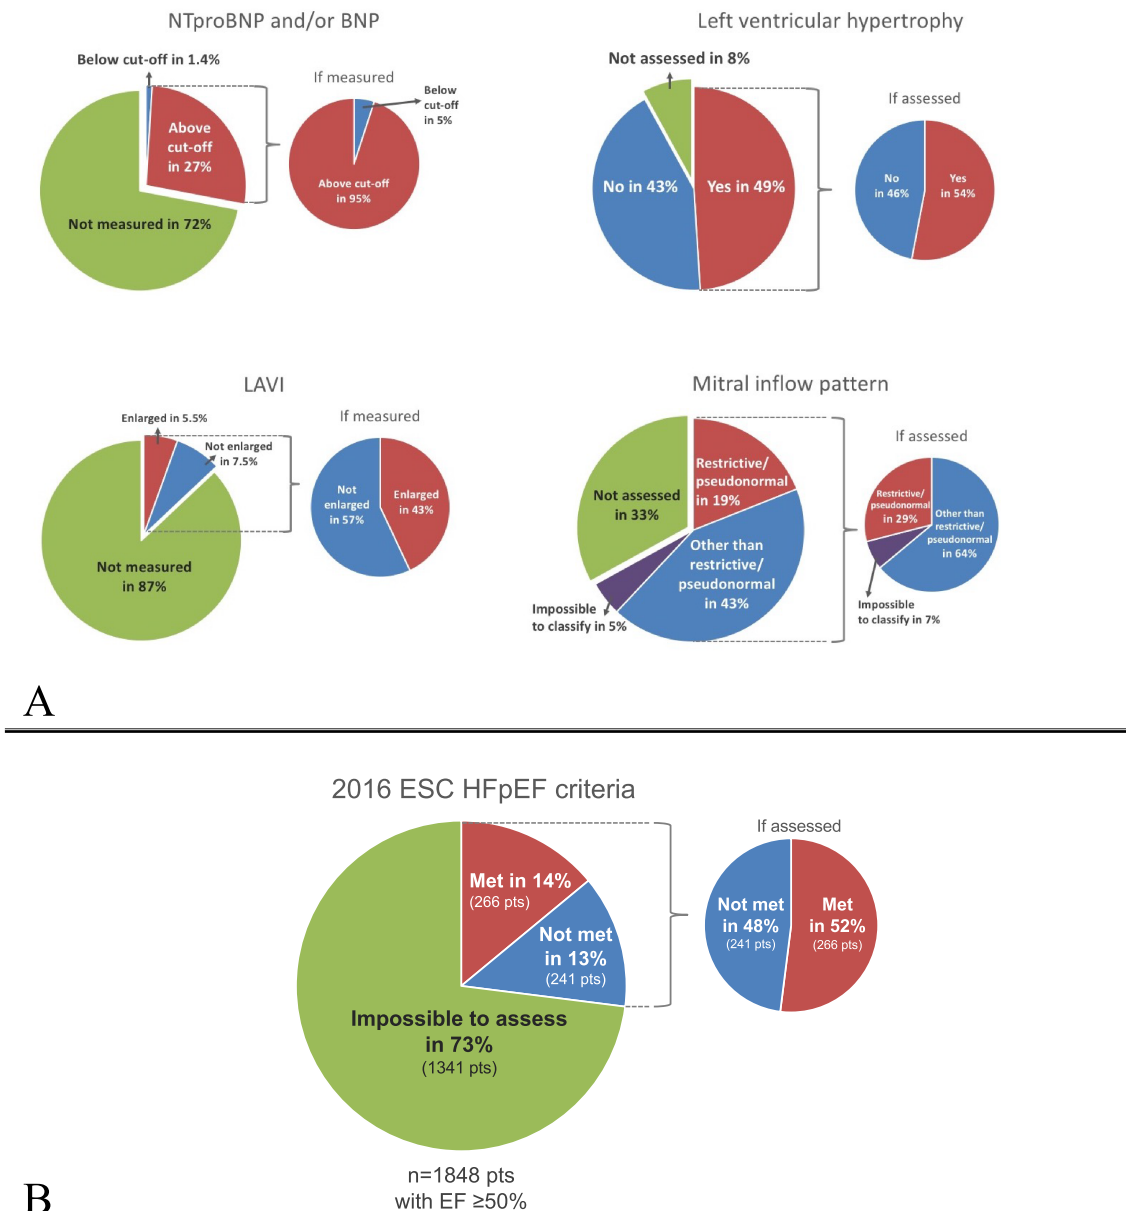 NTproBNP and/or BNP
Below cut-off in 1.4%
Above
cut-off
in 27%
Not measured in 72%
If measured
Below
cut-off
in 5%
Above cut-off
in 95%
Left ventricular hypertrophy
Not assessed in 8%
No in 43%
Yes in 49%
If assessed
No
in 46%
Yes
in 54%
LAVI
Enlarged in 5.5%
Not enlarged
in 7.5%
Not measured
in 87%
If measured
Not
enlarged
in 57%
Enlarged
in 43%
Mitral inflow pattern
Not assessed
in 33%
Restrictive/
pseudonormal
in 19%
Other than
restrictive/
pseudonormal
in 43%
Impossible
to classify in 5%
If assessed
Restrictive/
pseudonormal
in 29%
Other than
restrictive/
pseudonormal
in 64%
Impossible
to classify in 7%
A
2016 ESC HFpEF criteria
Met in 14%
(266 pts)
Not met
in 13%
(241 pts)
Impossible to assess
in 73%
(1341 pts)
If assessed
Not met
in 48%
(241 pts)
Met
in 52%
(266 pts)
n=1848 pts
with EF ≥50%
B